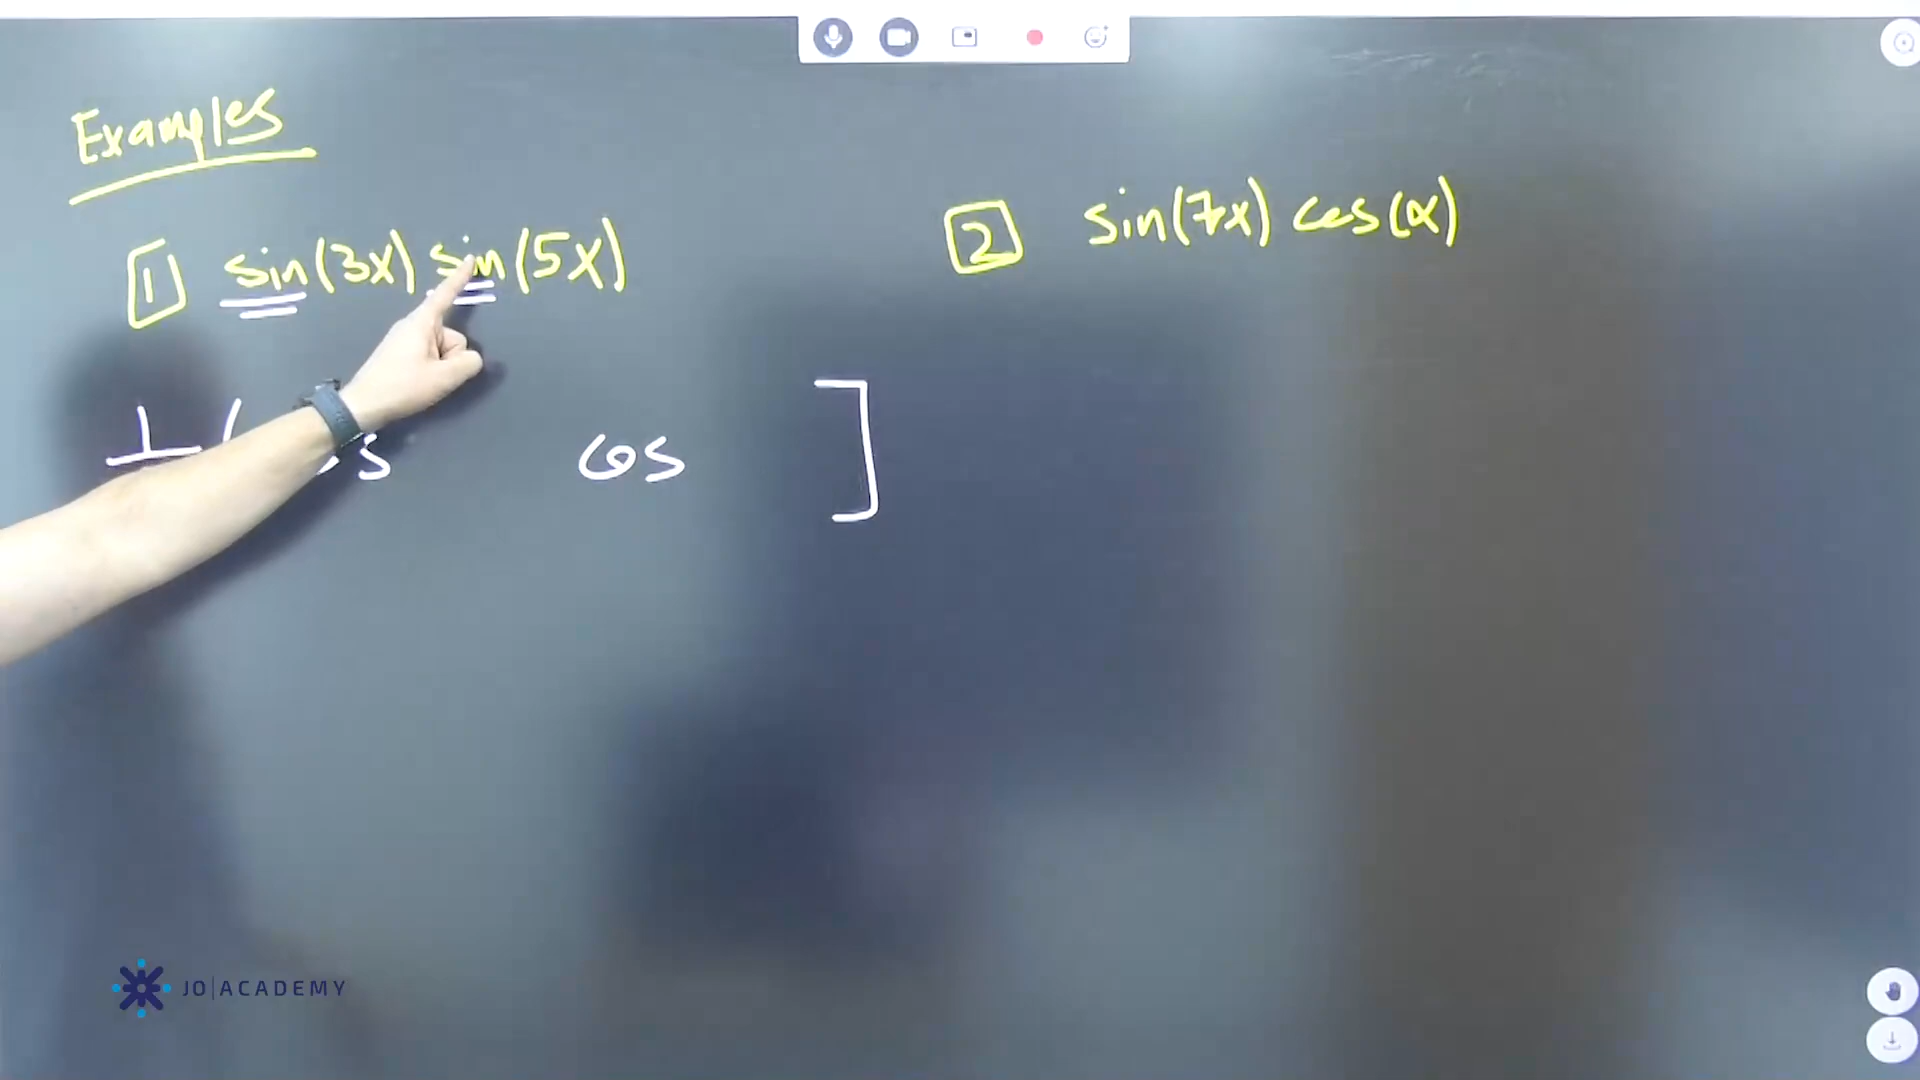 Examples
1 sin(3x) sin(5x)
2 sin(7x) cos(x)
cos ]
JO|ACADEMY